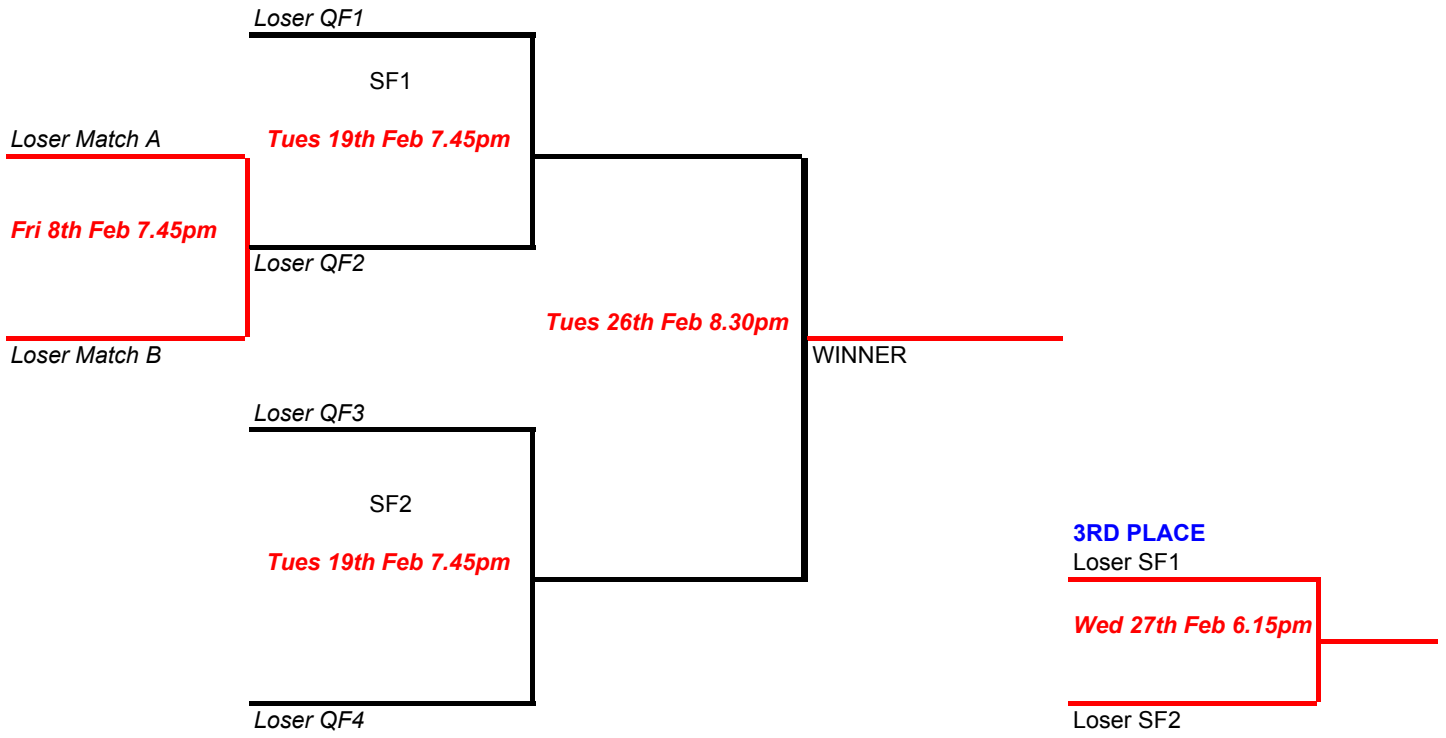 Loser QF1
SF1
Loser Match A
Tues 19th Feb 7.45pm
Fri 8th Feb 7.45pm
Loser QF2
Tues 26th Feb 8.30pm
Loser Match B
WINNER
Loser QF3
SF2
3RD PLACE
Tues 19th Feb 7.45pm
Loser SF1
Wed 27th Feb 6.15pm
Loser QF4
Loser SF2